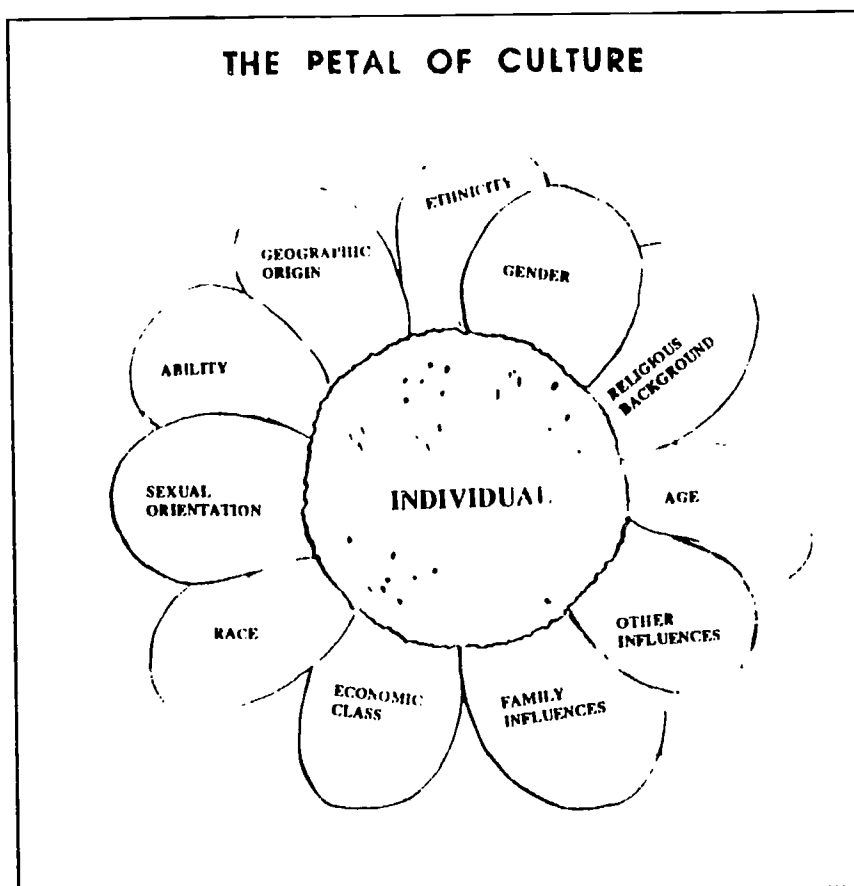 THE PETAL OF CULTURE
ETHNICITY
GEOGRAPHIC
ORIGIN
GENDER
ABILITY
RELIGIOUS
BACKGROUND
SEXUAL
ORIENTATION
INDIVIDUAL
AGE
RACE
OTHER
INFLUENCES
ECONOMIC
CLASS
FAMILY
INFLUENCES